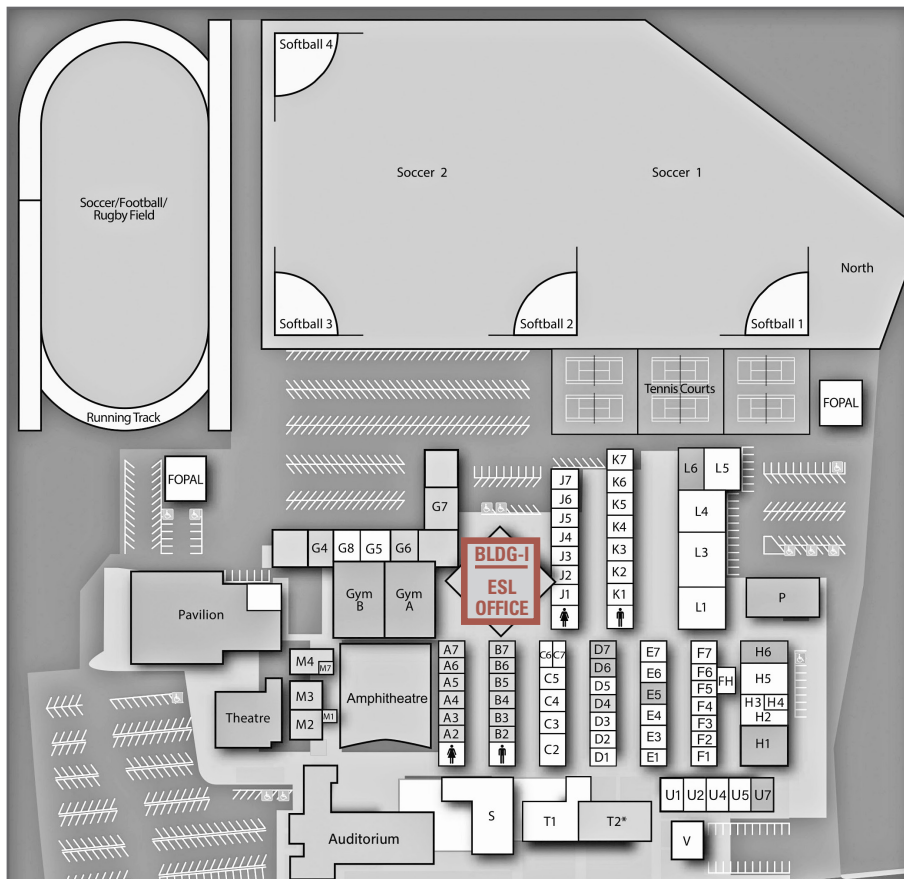 Softball 4
Soccer 2
Soccer 1
Soccer/Football/
Rugby Field
North
Softball 3
Softball 2
Softball 1
Running Track
Tennis Courts
FOPAL
FOPAL
G7
G4
G8
G5
G6
Gym
B
Gym
A
BLDG-I
ESL
OFFICE
J7
J6
J5
J4
J3
J2
J1
K7
K6
K5
K4
K3
K2
K1
L6
L5
L4
L3
L1
P
Pavilion
M4
M7
M3
M2
M1
Theatre
Amphitheatre
A7
A6
A5
A4
A3
A2
B7
B6
B5
B4
B3
B2
C6
C7
C5
C4
C3
C2
D7
D6
D5
D4
D3
D2
D1
E7
E6
E5
E4
E3
E1
F7
F6
F5
F4
F3
F2
F1
FH
H6
H5
H3
H4
H2
H1
U1
U2
U4
U5
U7
V
Auditorium
S
T1
T2*